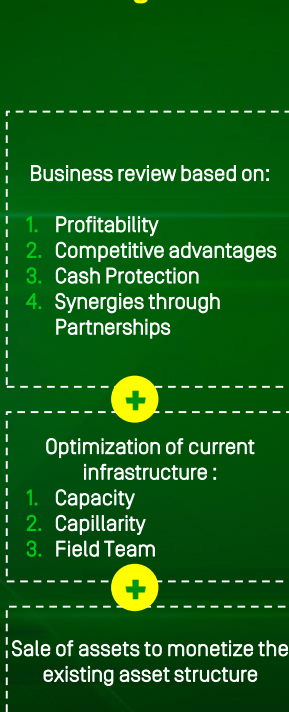 Business review based on:
1. Profitability
2. Competitive advantages
3. Cash Protection
4. Synergies through
Partnerships
+
Optimization of current
infrastructure :
1. Capacity
2. Capillarity
3. Field Team
+
Sale of assets to monetize the
existing asset structure